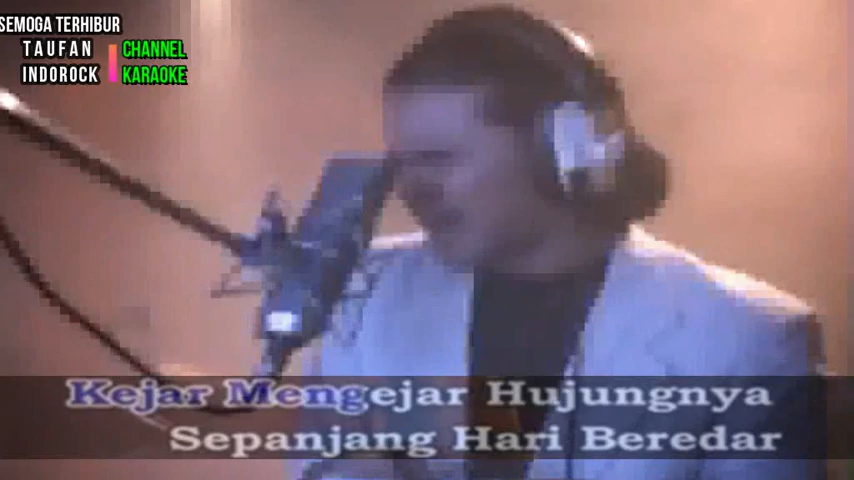 SEMOGA TERHIBUR
TAUFAN CHANNEL
INDOROCK KARAOKE
Kejar Mengejar Hujungnya
Sepanjang Hari Beredar